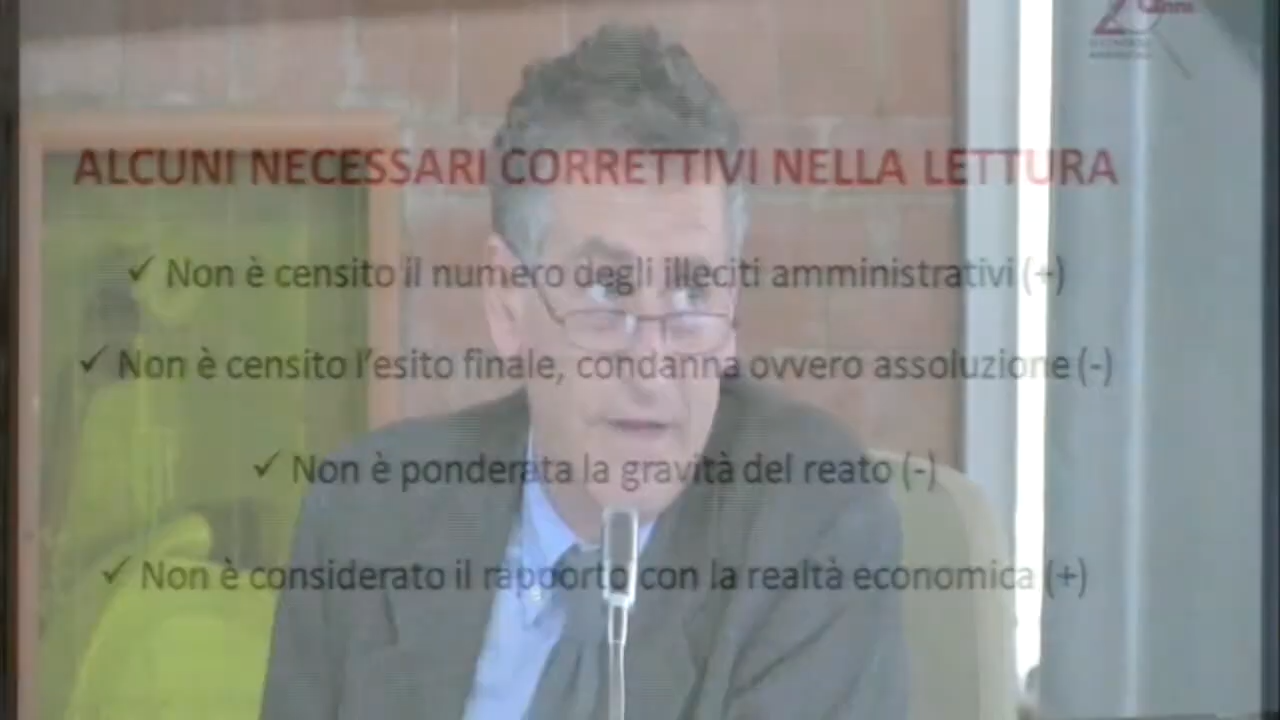 ALCUNI NECESSARI CORRETTIVI NELLA LETTURA
✓ Non è censito il numero degli illeciti amministrativi (+)
✓ Non è censito l'esito finale, condanna ovvero assoluzione (-)
✓ Non è ponderata la gravità del reato (-)
✓ Non è considerato il rapporto con la realtà economica (+)